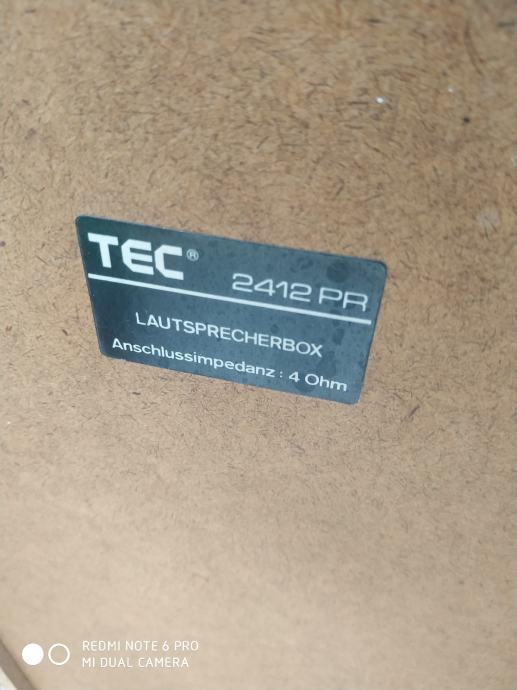 TEC®
2412 PR
LAUTSPRECHERBOX
Anschlussimpedanz : 4 Ohm
REDMI NOTE 6 PRO
MI DUAL CAMERA